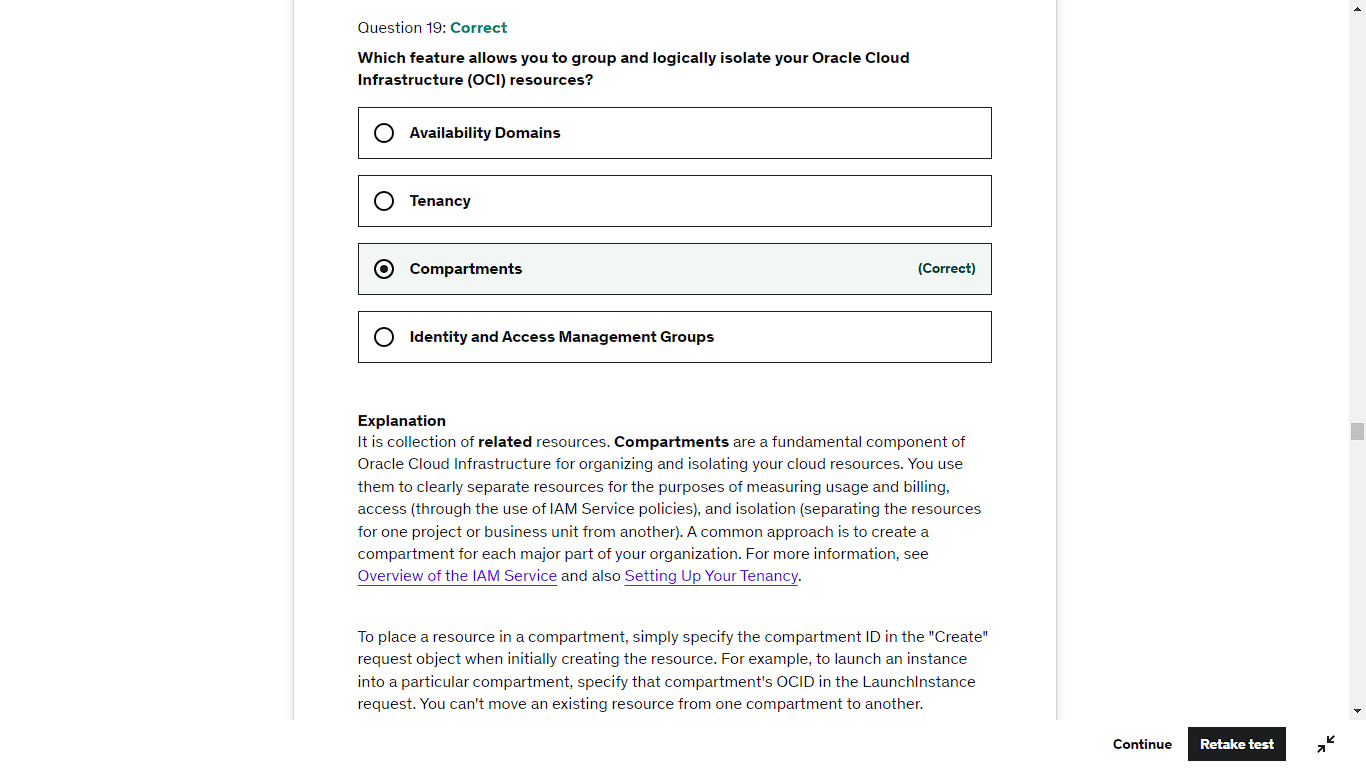 Question 19: Correct
Which feature allows you to group and logically isolate your Oracle Cloud
Infrastructure (OCI) resources?
Availability Domains
Tenancy
Compartments (Correct)
Identity and Access Management Groups
Explanation
It is collection of related resources. Compartments are a fundamental component of
Oracle Cloud Infrastructure for organizing and isolating your cloud resources. You use
them to clearly separate resources for the purposes of measuring usage and billing,
access (through the use of IAM Service policies), and isolation (separating the resources
for one project or business unit from another). A common approach is to create a
compartment for each major part of your organization. For more information, see
Overview of the IAM Service and also Setting Up Your Tenancy.
To place a resource in a compartment, simply specify the compartment ID in the "Create"
request object when initially creating the resource. For example, to launch an instance
into a particular compartment, specify that compartment's OCID in the LaunchInstance
request. You can't move an existing resource from one compartment to another.
Continue Retake test